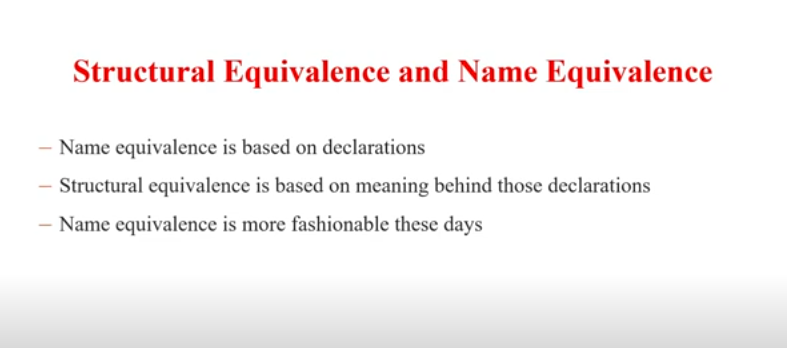 Structural Equivalence and Name Equivalence
– Name equivalence is based on declarations
– Structural equivalence is based on meaning behind those declarations
– Name equivalence is more fashionable these days